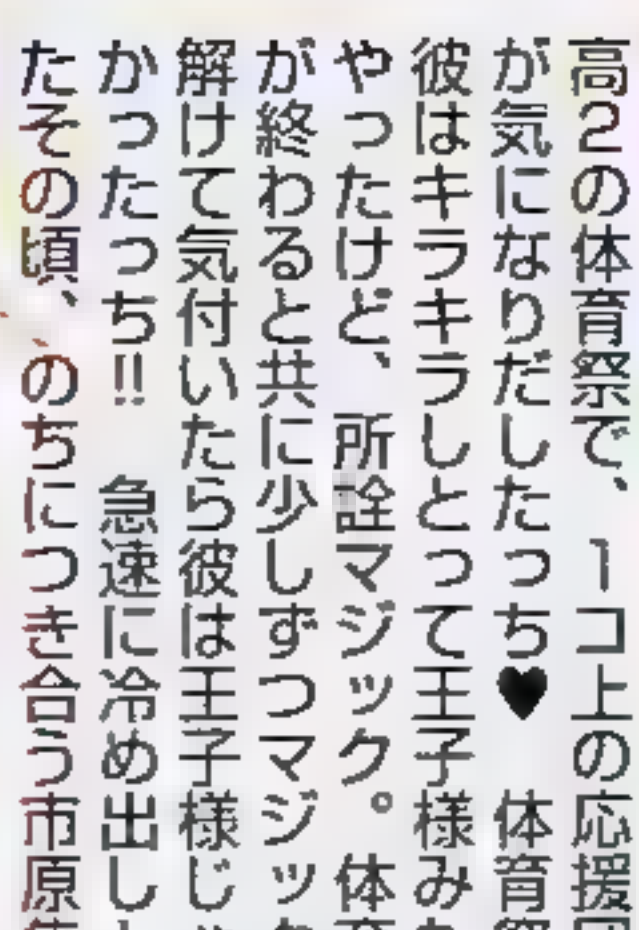 高2の体育祭で、1コ上の応援
が気になりだしたっち♥ 体育祭
彼はキラキラしとって王子様み
やったけど、所詮マジック。体
が終わると共に少しずつマジッ
解けて気付いたら彼は王子様じ
かったっち!! 急速に冷め出し
たその頃、のちにつき合う市原